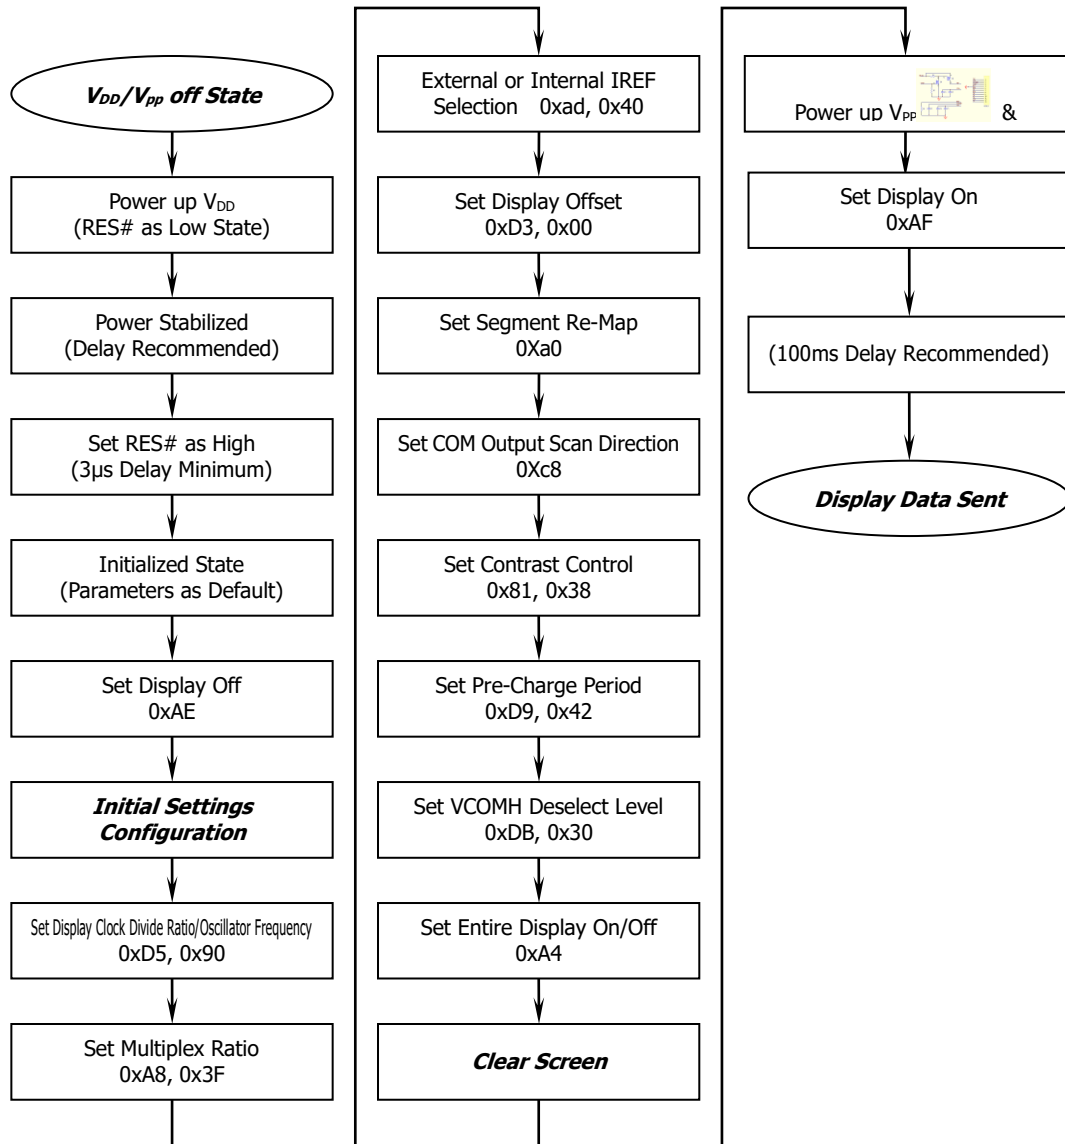 V_DD/V_pp off State
Power up V_DD
(RES# as Low State)
Power Stabilized
(Delay Recommended)
Set RES# as High
(3μs Delay Minimum)
Initialized State
(Parameters as Default)
Set Display Off
0xAE
Initial Settings
Configuration
Set Display Clock Divide Ratio/Oscillator Frequency
0xD5, 0x90
Set Multiplex Ratio
0xA8, 0x3F
External or Internal IREF
Selection 0xad, 0x40
Set Display Offset
0xD3, 0x00
Set Segment Re-Map
0Xa0
Set COM Output Scan Direction
0Xc8
Set Contrast Control
0x81, 0x38
Set Pre-Charge Period
0xD9, 0x42
Set VCOMH Deselect Level
0xDB, 0x30
Set Entire Display On/Off
0xA4
Clear Screen
Power up V_PP &
Set Display On
0xAF
(100ms Delay Recommended)
Display Data Sent